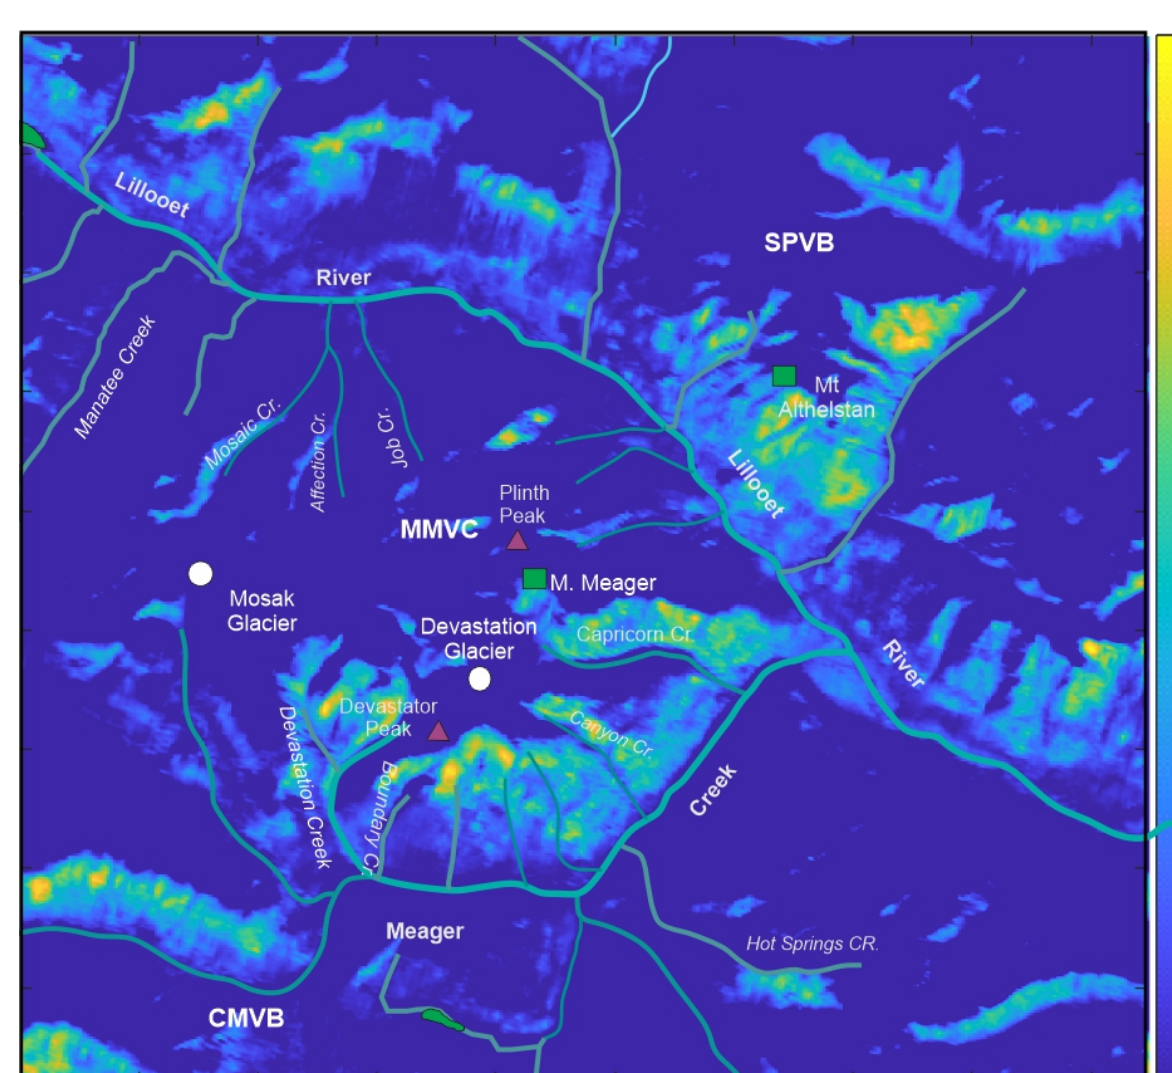 Lillooet
SPVB
River
Manatee Creek
Mt
Althelstan
Mosaic Cr.
Affection Cr.
Job Cr.
Lillooet
Plinth
Peak
MMVC
M. Meager
Mosak
Glacier
Devastation
Glacier
Capricorn Cr.
River
Devastator
Peak
Canyon Cr.
Devastation Creek
Boundary Cr.
Creek
Meager
Hot Springs CR.
CMVB